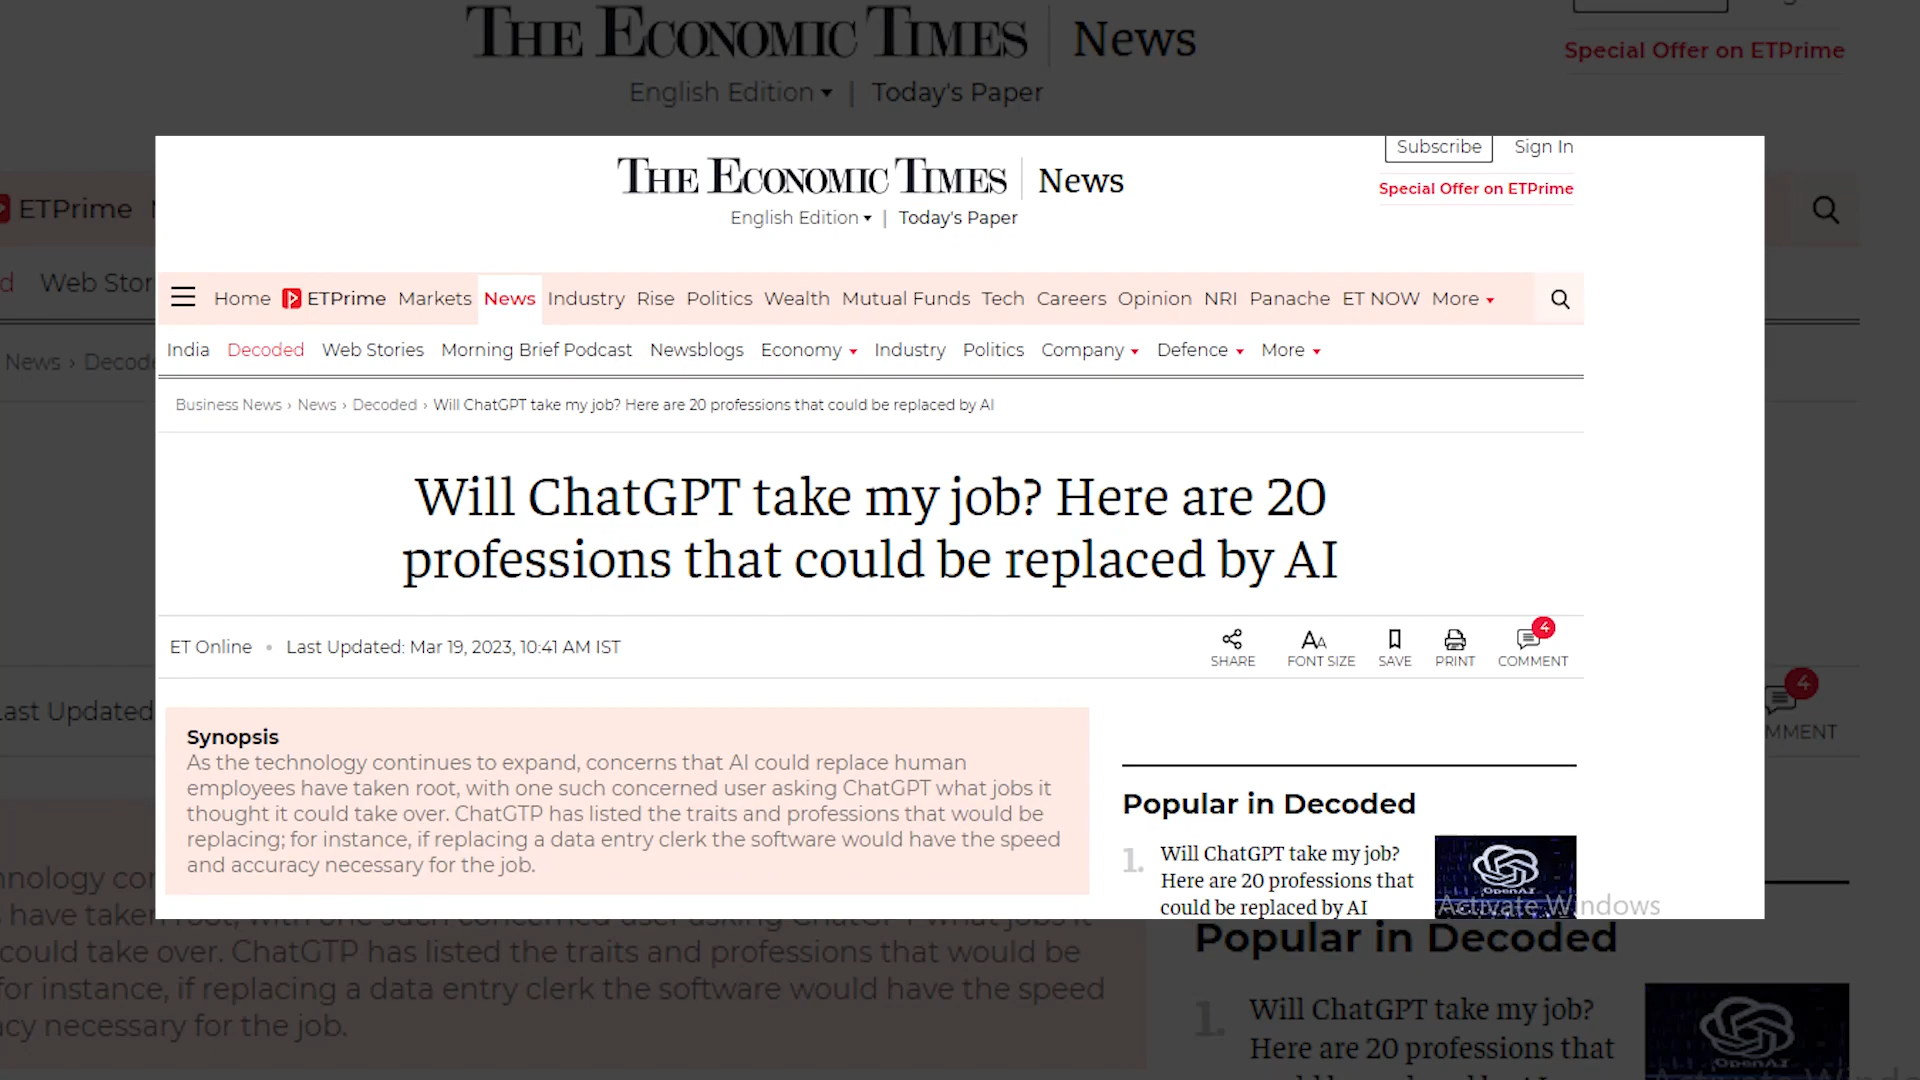 THE ECONOMIC TIMES News
English Edition | Today's Paper
Special Offer on ETPrime
Subscribe Sign In
THE ECONOMIC TIMES News
Special Offer on ETPrime
English Edition | Today's Paper
ETPrime
Home ETPrime Markets News Industry Rise Politics Wealth Mutual Funds Tech Careers Opinion NRI Panache ET NOW More
Web Stor
India Decoded Web Stories Morning Brief Podcast Newsblogs Economy Industry Politics Company Defence More
News › Decode
Business News › News › Decoded › Will ChatGPT take my job? Here are 20 professions that could be replaced by AI
Will ChatGPT take my job? Here are 20
professions that could be replaced by AI
ET Online • Last Updated: Mar 19, 2023, 10:41 AM IST
SHARE FONT SIZE SAVE PRINT COMMENT 4
Last Updated
4
MMENT
Synopsis
As the technology continues to expand, concerns that AI could replace human
employees have taken root, with one such concerned user asking ChatGPT what jobs it
thought it could take over. ChatGTP has listed the traits and professions that would be
replacing; for instance, if replacing a data entry clerk the software would have the speed
and accuracy necessary for the job.
Popular in Decoded
1. Will ChatGPT take my job?
Here are 20 professions that
could be replaced by AI
OpenAI
Activate Windows
hnology cor
have taken root, with one such concerned user asking ChatGPT what jobs it
could take over. ChatGTP has listed the traits and professions that would be
for instance, if replacing a data entry clerk the software would have the speed
cy necessary for the job.
Popular in Decoded
1. Will ChatGPT take my job?
Here are 20 professions that
OpenAI